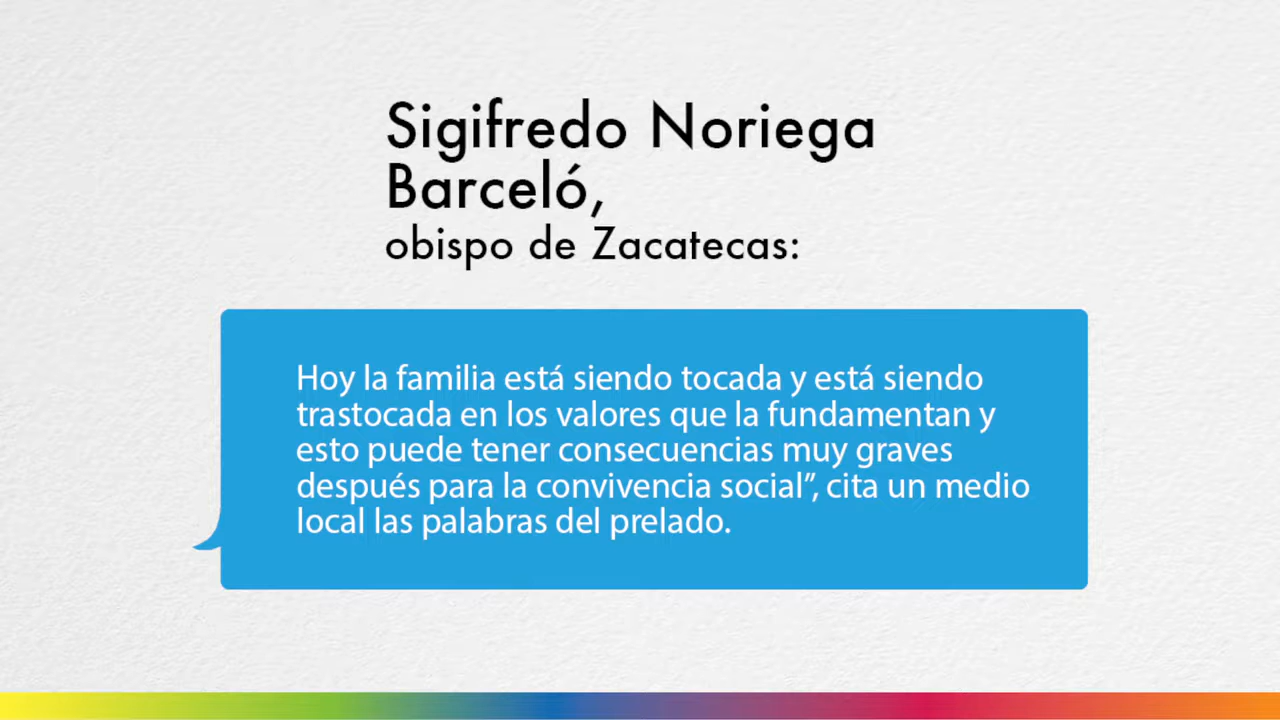 Sigifredo Noriega
Barceló,
obispo de Zacatecas:
Hoy la familia está siendo tocada y está siendo
trastocada en los valores que la fundamentan y
esto puede tener consecuencias muy graves
después para la convivencia social”, cita un medio
local las palabras del prelado.